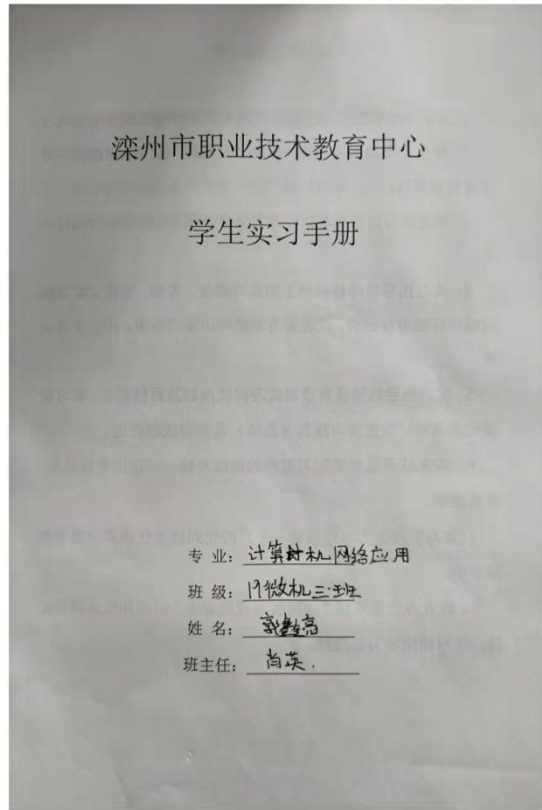 滦州市职业技术教育中心
学生实习手册
专 业：计算机网络应用
班 级：19微机三班
姓 名：
班主任：肖英.